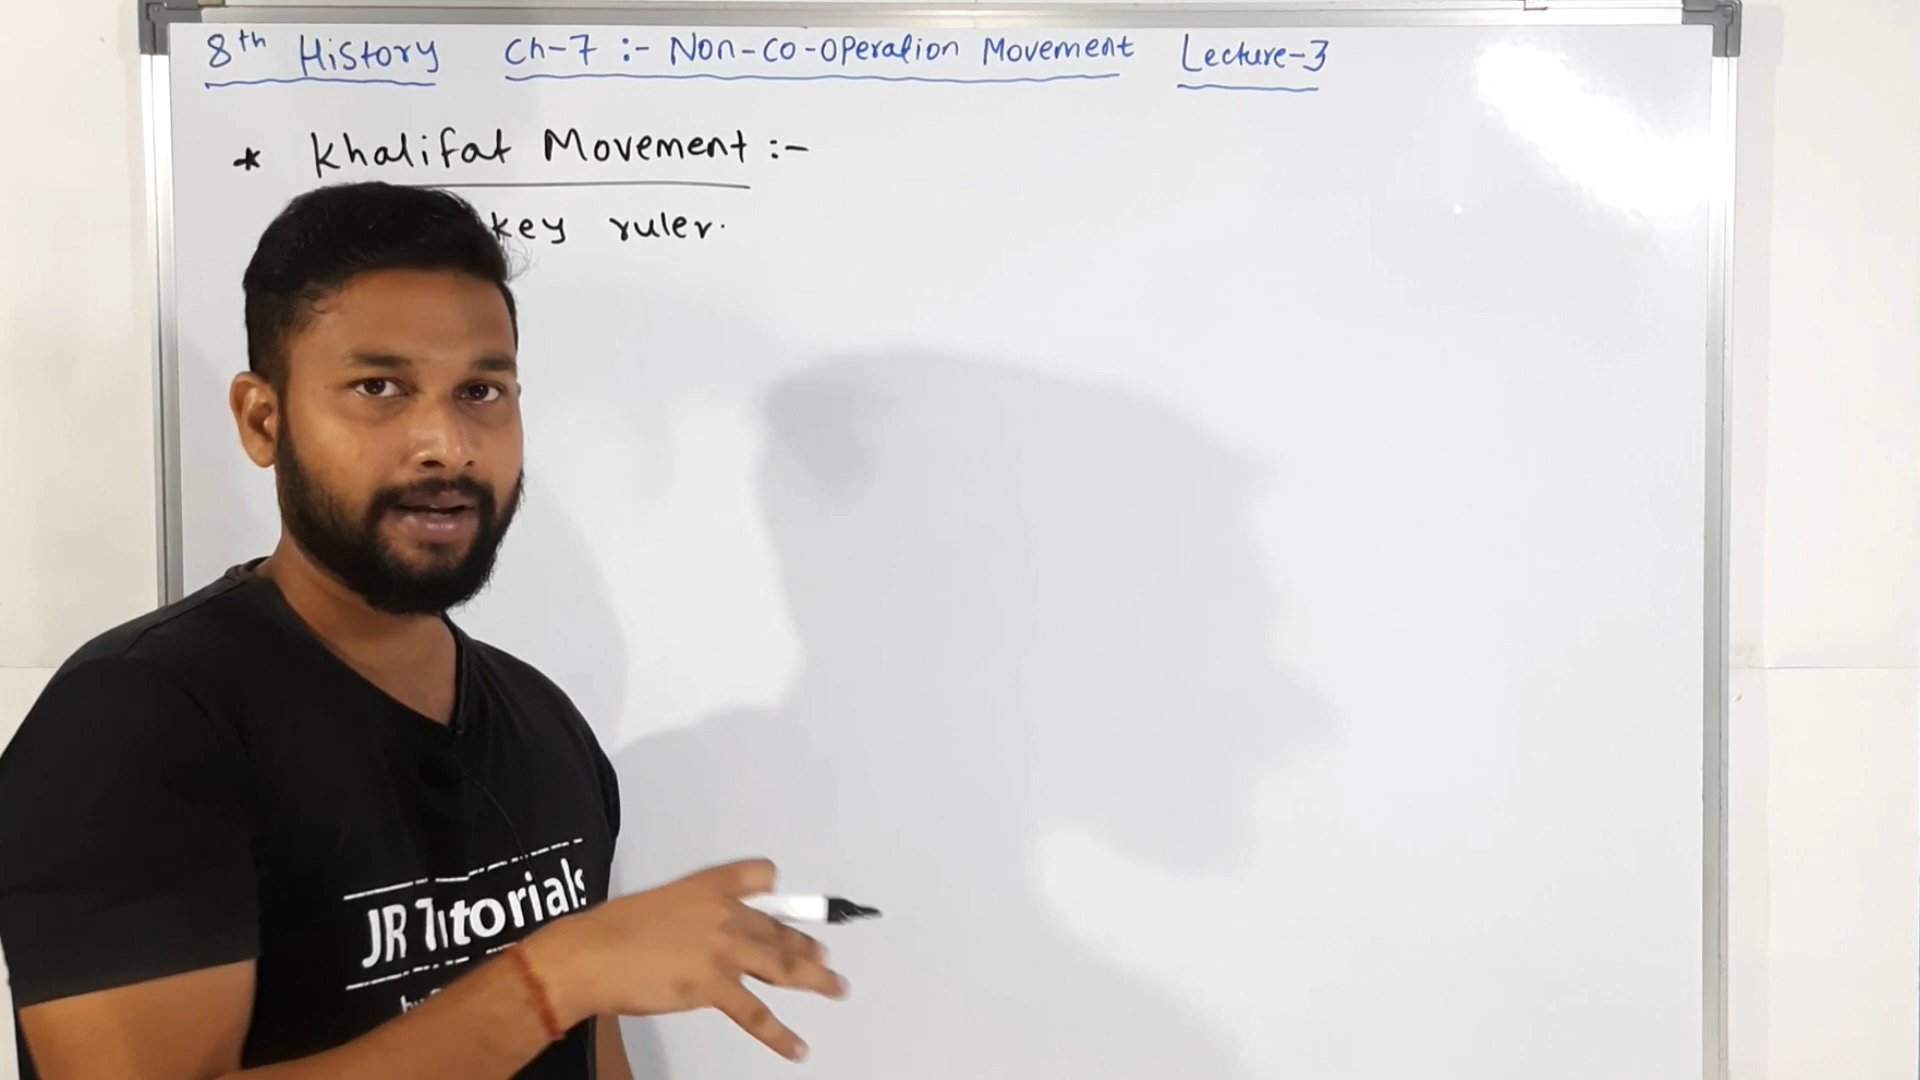 8th History Ch-7 :- Non-Co-Operation Movement Lecture-3
* Khalifat Movement :-
key ruler.
JR Tutorials